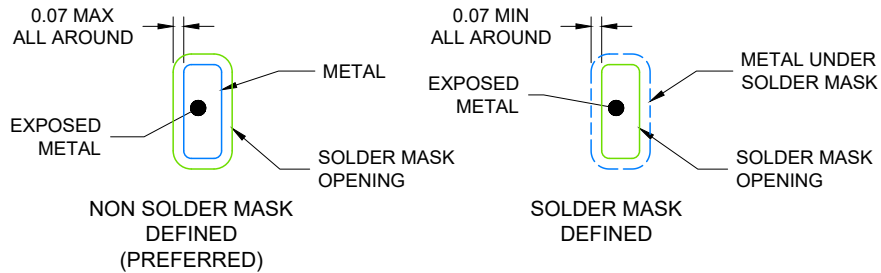 0.07 MAX
ALL AROUND
METAL
EXPOSED
METAL
SOLDER MASK
OPENING
NON SOLDER MASK
DEFINED
(PREFERRED)
0.07 MIN
ALL AROUND
METAL UNDER
SOLDER MASK
EXPOSED
METAL
SOLDER MASK
OPENING
SOLDER MASK
DEFINED